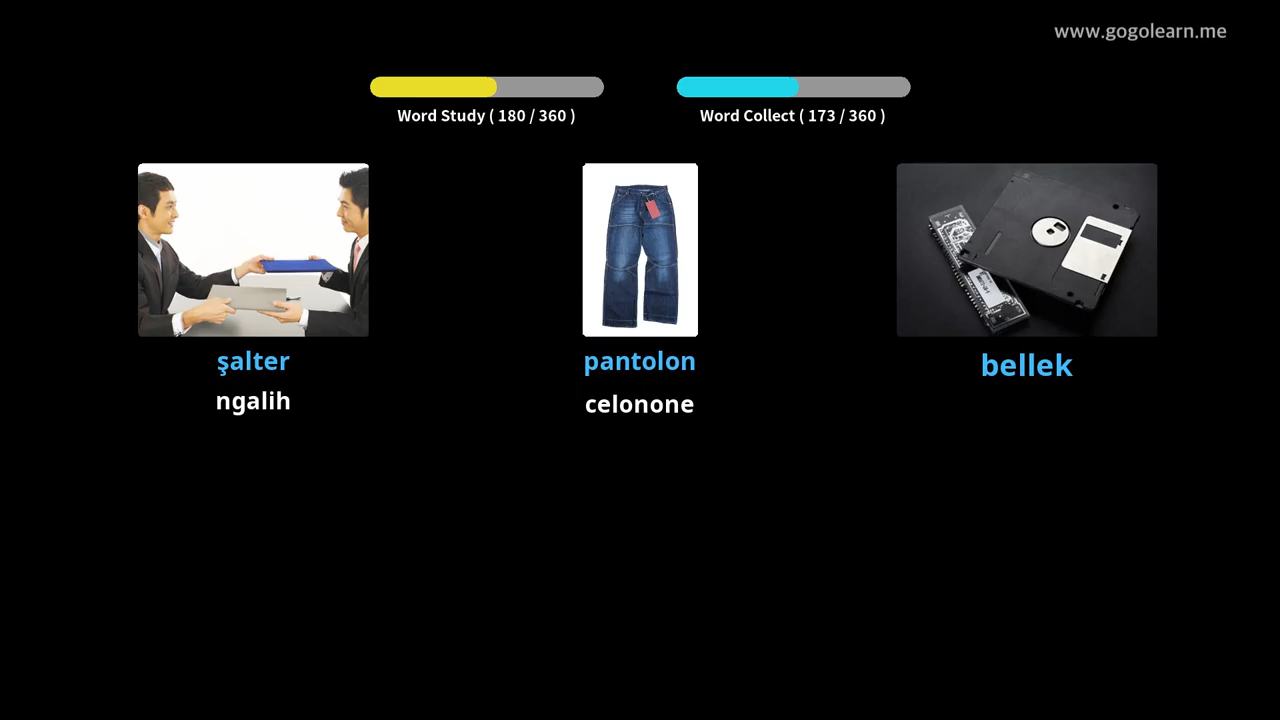 www.gogolearn.me
Word Study ( 180 / 360 )
Word Collect ( 173 / 360 )
şalter
ngalih
pantolon
celonone
bellek